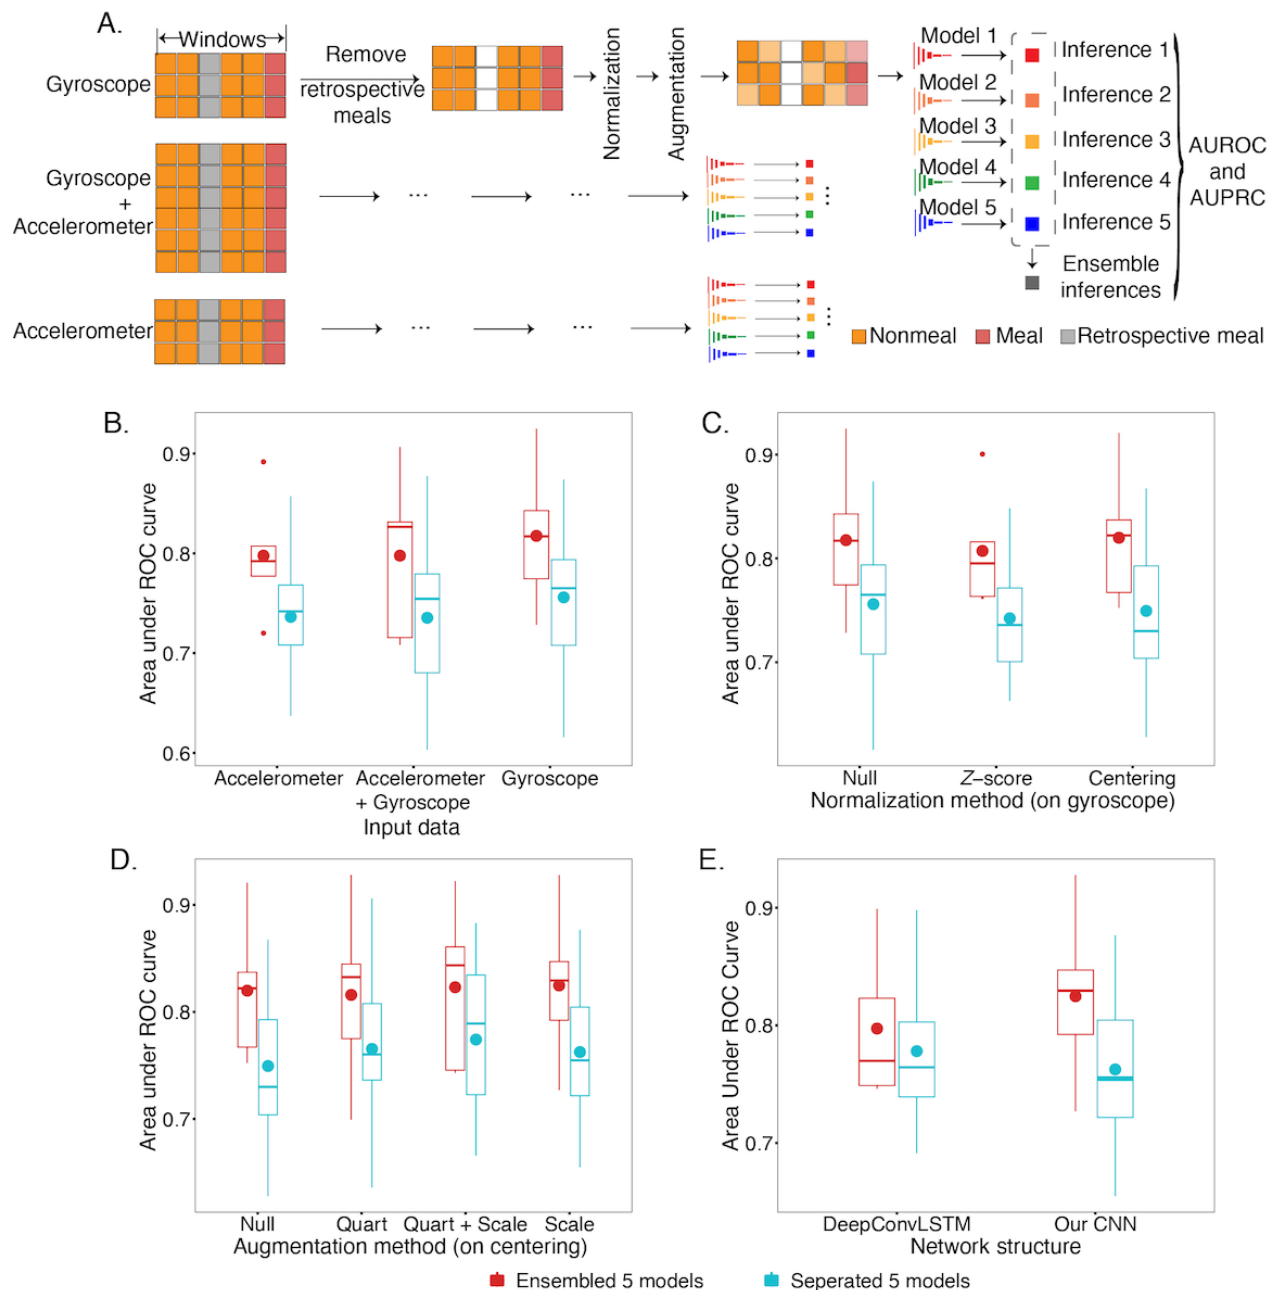 A.
Windows
Gyroscope
Remove
retrospective
meals
Normalization
Augmentation
Model 1
Inference 1
Model 2
Inference 2
Model 3
Inference 3
Model 4
Inference 4
Model 5
Inference 5
Ensemble
inferences
AUROC
and
AUPRC
Gyroscope
+
Accelerometer
...
...
Accelerometer
...
...
Nonmeal
Meal
Retrospective meal
B.
Area under ROC curve
0.9
0.8
0.7
0.6
Accelerometer
Accelerometer
+ Gyroscope
Gyroscope
Input data
C.
Area under ROC curve
0.9
0.8
0.7
Null
Z-score
Centering
Normalization method (on gyroscope)
D.
Area under ROC curve
0.9
0.8
0.7
Null
Quart
Quart + Scale
Scale
Augmentation method (on centering)
E.
Area Under ROC Curve
0.9
0.8
0.7
DeepConvLSTM
Our CNN
Network structure
Ensembled 5 models
Seperated 5 models